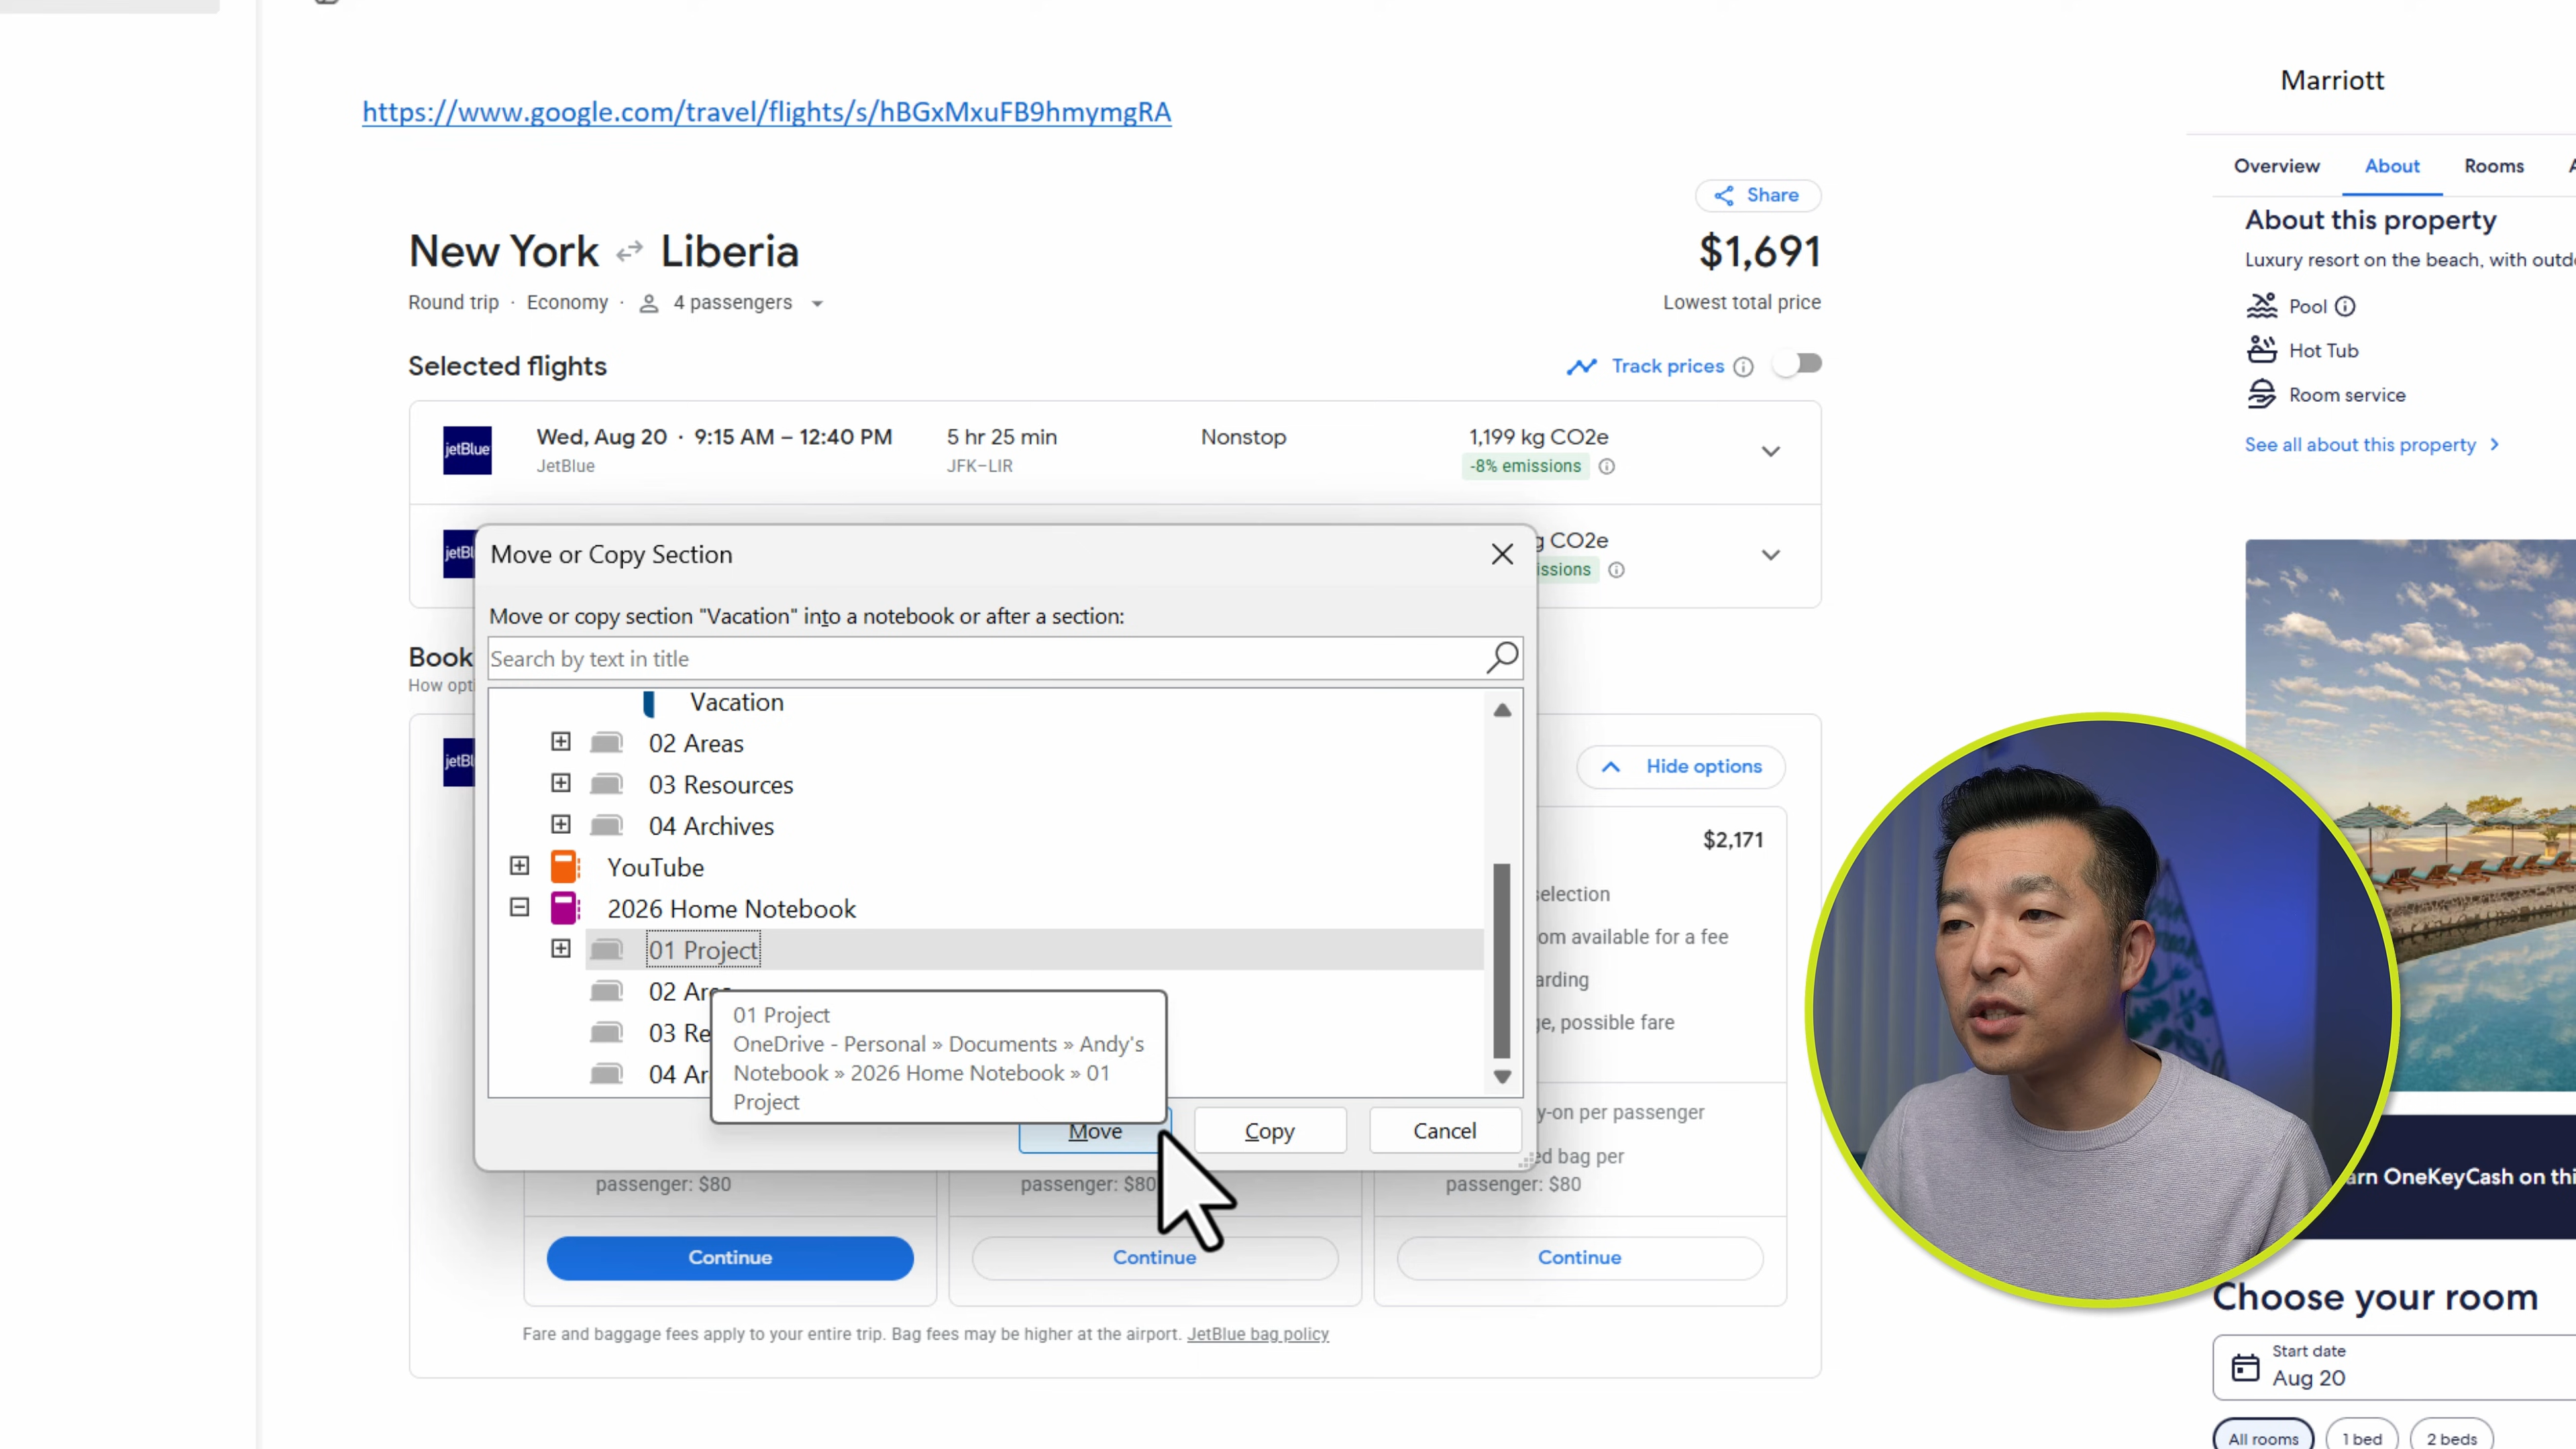 https://www.google.com/travel/flights/s/hBGxMxuFB9hmymgRA
Share
New York Liberia
$1,691
Round trip · Economy · 4 passengers
Lowest total price
Selected flights
Track prices
jetBlue
Wed, Aug 20 · 9:15 AM – 12:40 PM
5 hr 25 min
Nonstop
1,199 kg CO2e
JetBlue
JFK–LIR
-8% emissions
g CO2e
issions
Move or Copy Section
Move or copy section "Vacation" into a notebook or after a section:
Search by text in title
Vacation
02 Areas
03 Resources
04 Archives
YouTube
2026 Home Notebook
01 Project
02 Area
03 Re
04 Ar
01 Project
OneDrive - Personal » Documents » Andy's
Notebook » 2026 Home Notebook » 01
Project
Move
Copy
Cancel
Book
How opt
jetBl
jetBl
Hide options
$2,171
selection
om available for a fee
arding
ge, possible fare
y-on per passenger
ed bag per
passenger: $80
passenger: $80
passenger: $80
Continue
Continue
Continue
Fare and baggage fees apply to your entire trip. Bag fees may be higher at the airport. JetBlue bag policy
Marriott
Overview About Rooms A
About this property
Luxury resort on the beach, with outdo
Pool
Hot Tub
Room service
See all about this property
arn OneKeyCash on thi
Choose your room
Start date
Aug 20
All rooms
1 bed
2 beds